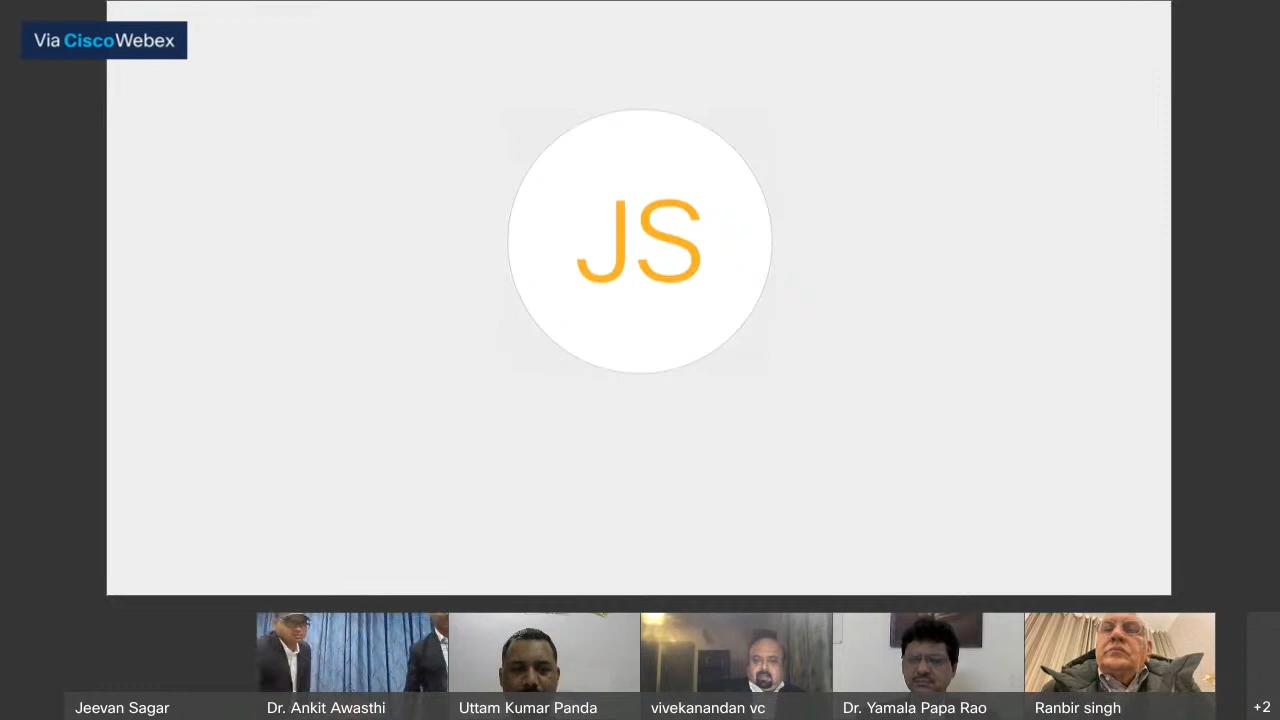 Via CiscoWebex
JS
Jeevan Sagar
Dr. Ankit Awasthi
Uttam Kumar Panda
vivekanandan vc
Dr. Yamala Papa Rao
Ranbir singh
+2